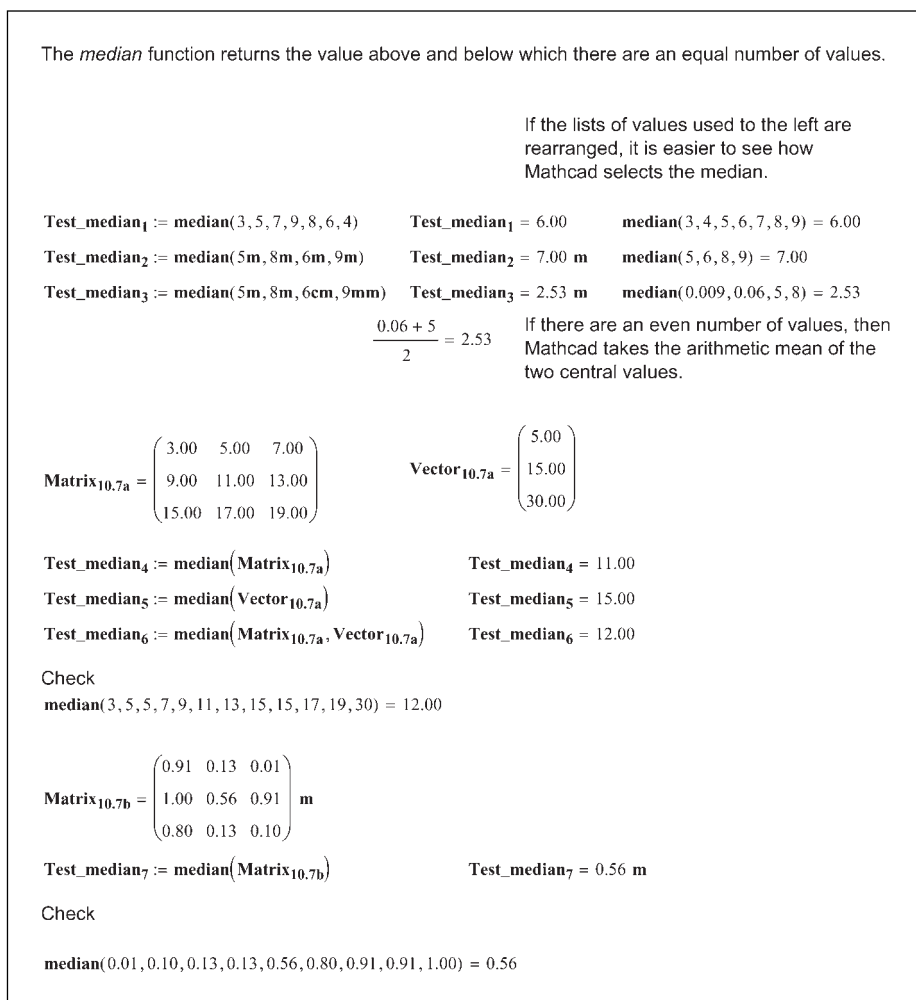 The median function returns the value above and below which there are an equal number of values.
If the lists of values used to the left are
rearranged, it is easier to see how
Mathcad selects the median.
Test_median₁ := median(3,5,7,9,8,6,4) Test_median₁ = 6.00 median(3,4,5,6,7,8,9) = 6.00
Test_median₂ := median(5m,8m,6m,9m) Test_median₂ = 7.00 m median(5,6,8,9) = 7.00
Test_median₃ := median(5m,8m,6cm,9mm) Test_median₃ = 2.53 m median(0.009,0.06,5,8) = 2.53
(0.06 + 5)/2 = 2.53
If there are an even number of values, then
Mathcad takes the arithmetic mean of the
two central values.
Matrix10.7a =
3.00 5.00 7.00
9.00 11.00 13.00
15.00 17.00 19.00
Vector10.7a =
5.00
15.00
30.00
Test_median₄ := median(Matrix10.7a) Test_median₄ = 11.00
Test_median₅ := median(Vector10.7a) Test_median₅ = 15.00
Test_median₆ := median(Matrix10.7a, Vector10.7a) Test_median₆ = 12.00
Check
median(3,5,5,7,9,11,13,15,15,17,19,30) = 12.00
Matrix10.7b =
0.91 0.13 0.01
1.00 0.56 0.91 m
0.80 0.13 0.10
Test_median₇ := median(Matrix10.7b) Test_median₇ = 0.56 m
Check
median(0.01,0.10,0.13,0.13,0.56,0.80,0.91,0.91,1.00) = 0.56